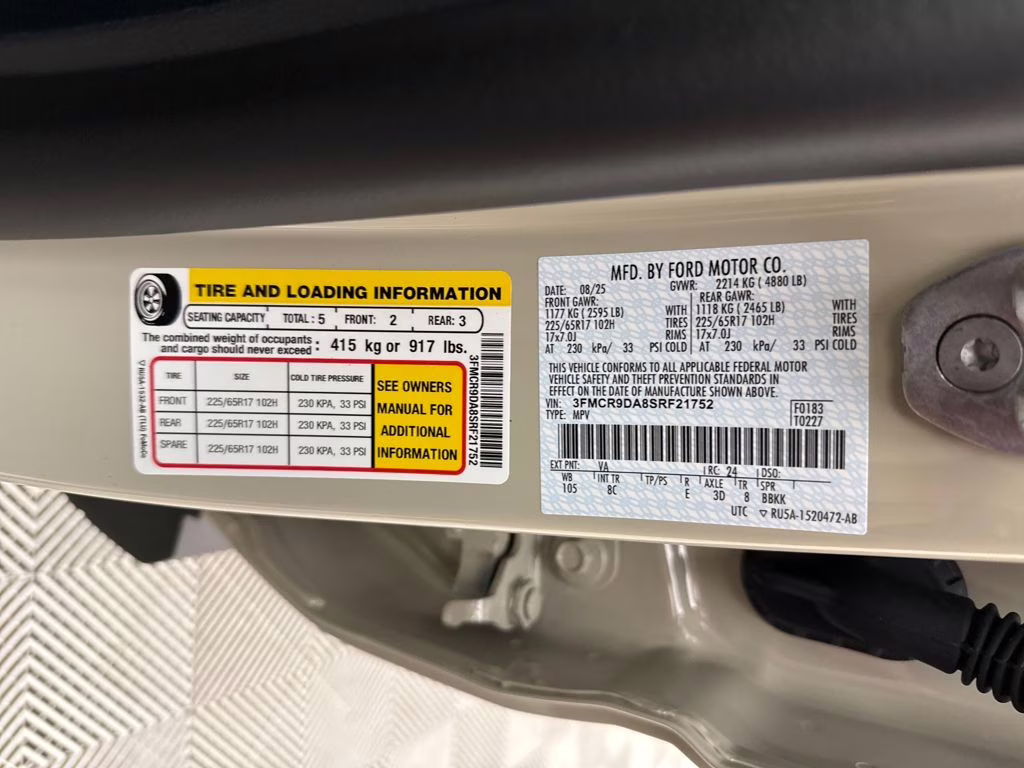 TIRE AND LOADING INFORMATION
SEATING CAPACITY TOTAL: 5 FRONT: 2 REAR: 3
The combined weight of occupants and cargo should never exceed: 415 kg or 917 lbs.
TIRE SIZE COLD TIRE PRESSURE
FRONT 225/65R17 102H 230 KPA, 33 PSI
REAR 225/65R17 102H 230 KPA, 33 PSI
SPARE 225/65R17 102H 230 KPA, 33 PSI
SEE OWNERS
MANUAL FOR
ADDITIONAL
INFORMATION
3FMCR9DA8SRF21752
▽RU5A-1532-AB (TLU) FoMoCo
MFD. BY FORD MOTOR CO.
DATE: 08/25 GVWR: 2214 KG ( 4880 LB)
FRONT GAWR: REAR GAWR:
1177 KG ( 2595 LB) 1118 KG ( 2465 LB) WITH
225/65R17 102H TIRES 225/65R17 102H TIRES
17x7.0J RIMS 17x7.0J RIMS
AT 230 kPa/ 33 PSI COLD AT 230 kPa/ 33 PSI COLD
THIS VEHICLE CONFORMS TO ALL APPLICABLE FEDERAL MOTOR
VEHICLE SAFETY AND THEFT PREVENTION STANDARDS IN
EFFECT ON THE DATE OF MANUFACTURE SHOWN ABOVE.
VIN: 3FMCR9DA8SRF21752 F0183
TYPE: MPV T0227
EXT PNT: VA RC: 24 DSO:
WB INT TR TP/PS R AXLE TR SPR
105 8C E 3D 8 BBKK
UTC ▽ RU5A-1520472-AB